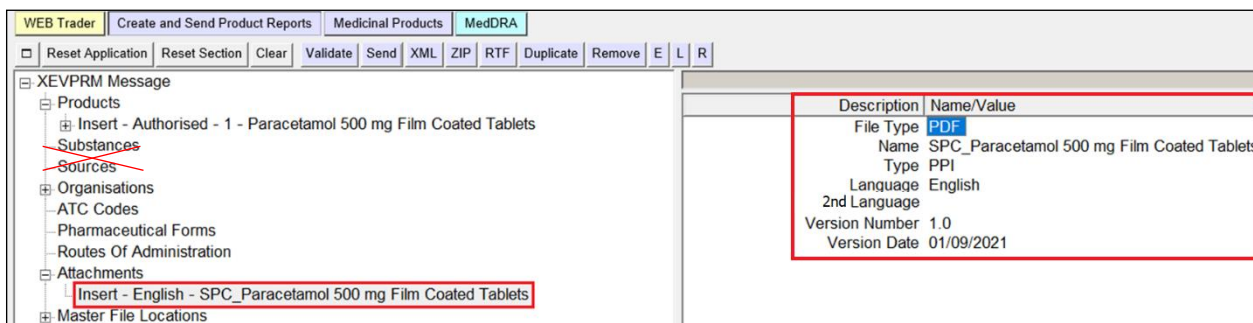 WEB Trader Create and Send Product Reports Medicinal Products MedDRA
Reset Application Reset Section Clear Validate Send XML ZIP RTF Duplicate Remove E L R
XEVPRM Message
Products
Insert - Authorised - 1 - Paracetamol 500 mg Film Coated Tablets
Substances
Sources
Organisations
ATC Codes
Pharmaceutical Forms
Routes Of Administration
Attachments
Insert - English - SPC_Paracetamol 500 mg Film Coated Tablets
Master File Locations
Description Name/Value
File Type PDF
Name SPC_Paracetamol 500 mg Film Coated Tablets
Type PPI
Language English
2nd Language
Version Number 1.0
Version Date 01/09/2021